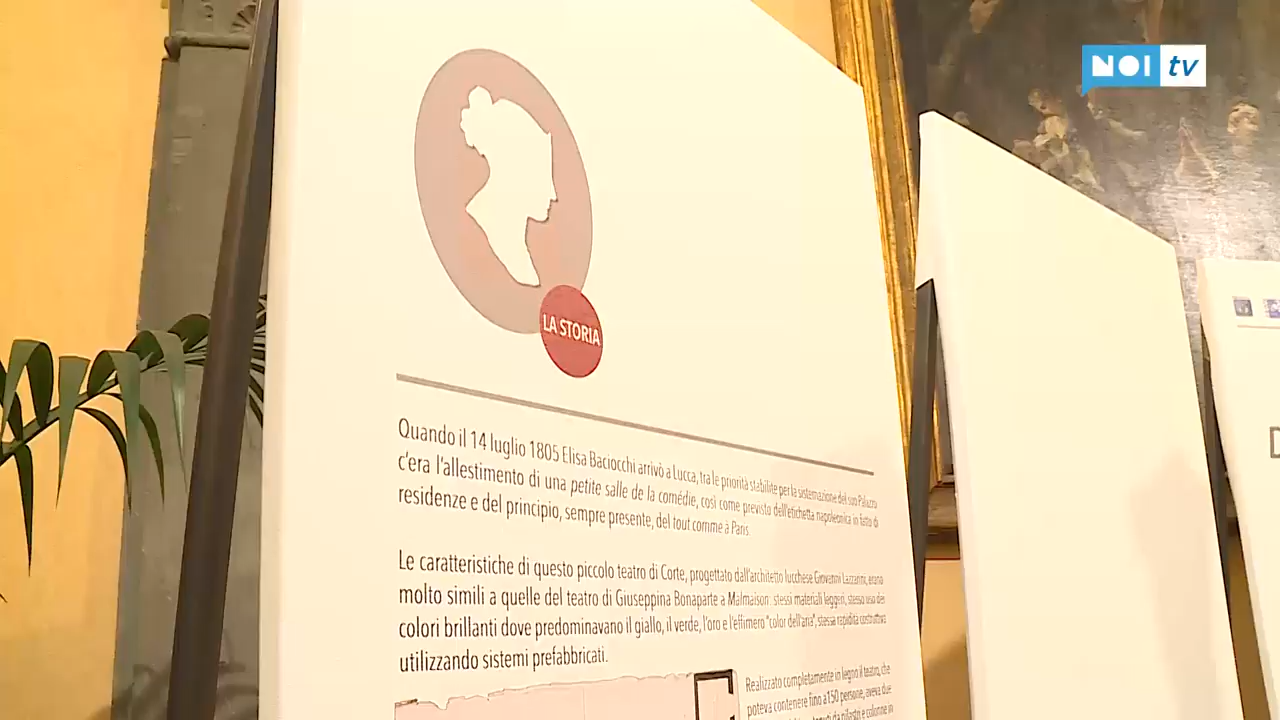 NOI tv
LA STORIA
Quando il 14 luglio 1805 Elisa Baciocchi arrivò a Lucca, tra le priorità stabilite per la sistemazione del suo Palazzo
c'era l'allestimento di una petite salle de la comédie, così come previsto dell'etichetta napoleonica in fatto di
residenze e del principio, sempre presente, del tout comme à Paris.
Le caratteristiche di questo piccolo teatro di Corte, progettato dall'architetto lucchese Giovanni Lazzarini, erano
molto simili a quelle del teatro di Giuseppina Bonaparte a Malmaison: stessi materiali leggeri, stesso uso dei
colori brillanti dove predominavano il giallo, il verde, l'oro e l'effimero "color dell'aria", stessa rapidità costruttiva
utilizzando sistemi prefabbricati.
Realizzato completamente in legno il teatro, che
poteva contenere fino a 150 persone, aveva due
da pilastri e colonne in